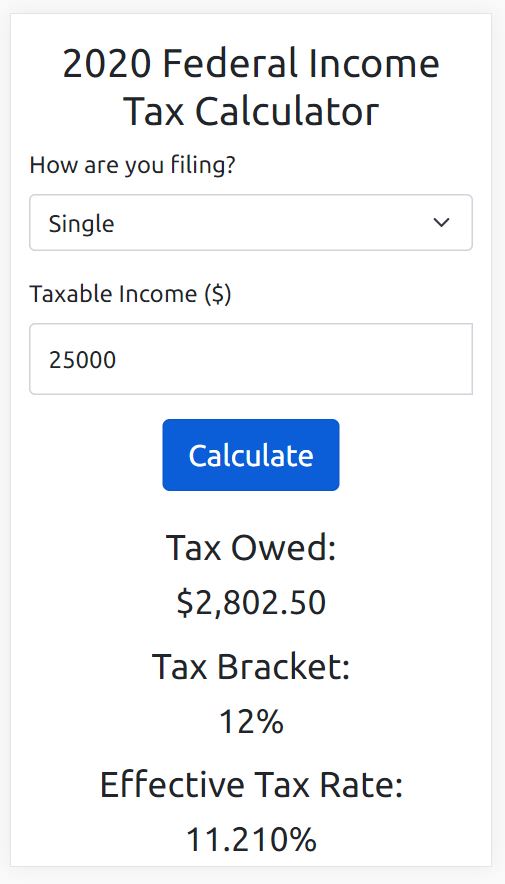 2020 Federal Income
Tax Calculator
How are you filing?
Single
Taxable Income ($)
25000
Calculate
Tax Owed:
$2,802.50
Tax Bracket:
12%
Effective Tax Rate:
11.210%